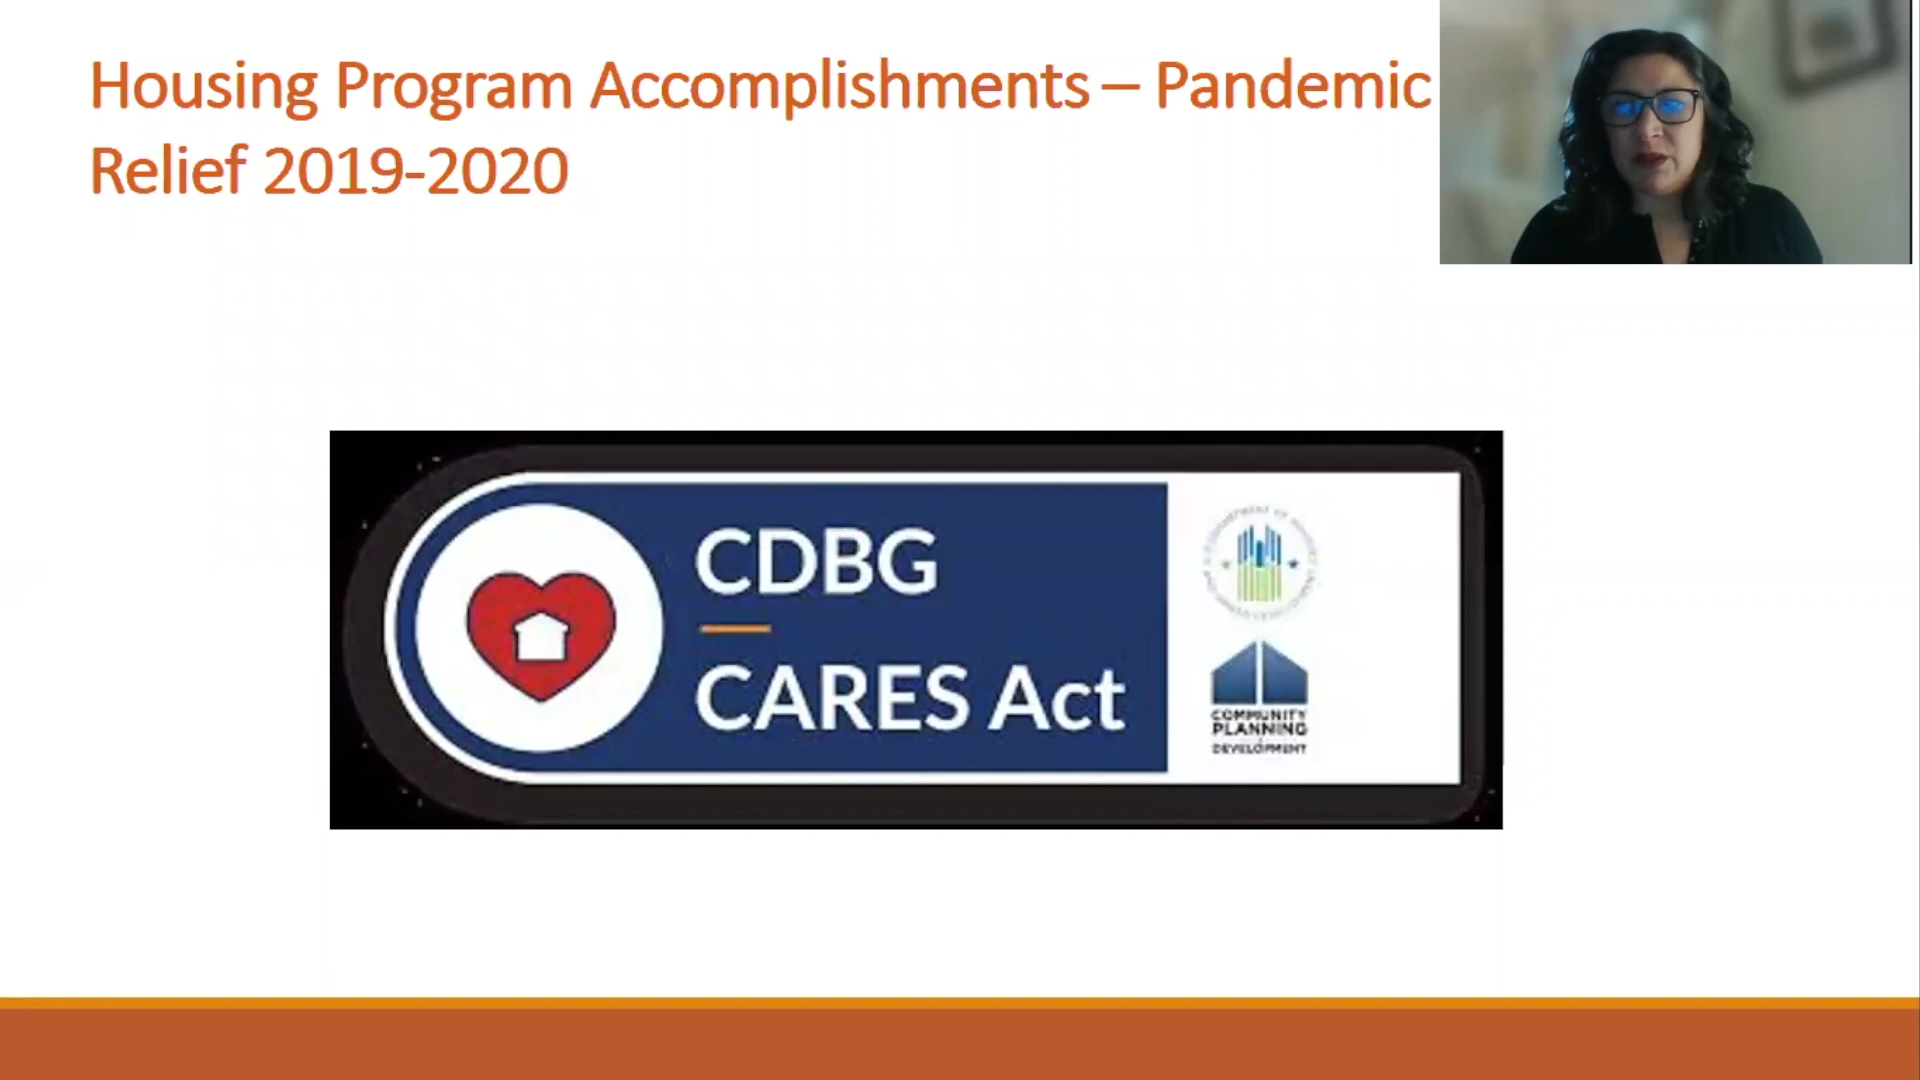 Housing Program Accomplishments – Pandemic
Relief 2019-2020
CDBG
CARES Act
COMMUNITY
PLANNING
DEVELOPMENT